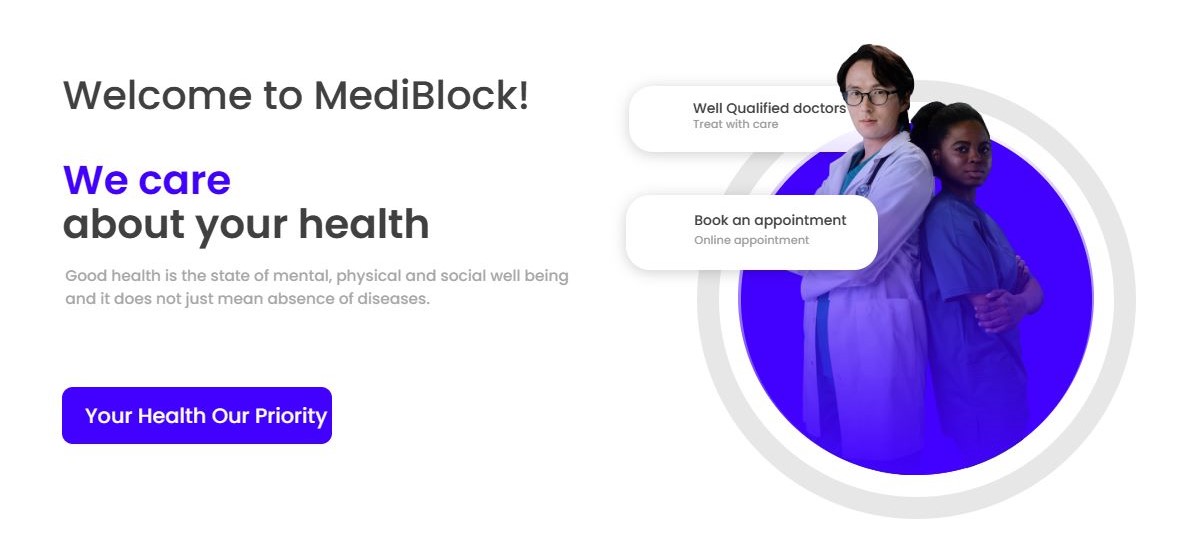 Welcome to MediBlock!
We care
about your health
Good health is the state of mental, physical and social well being
and it does not just mean absence of diseases.
Your Health Our Priority
Well Qualified doctors
Treat with care
Book an appointment
Online appointment